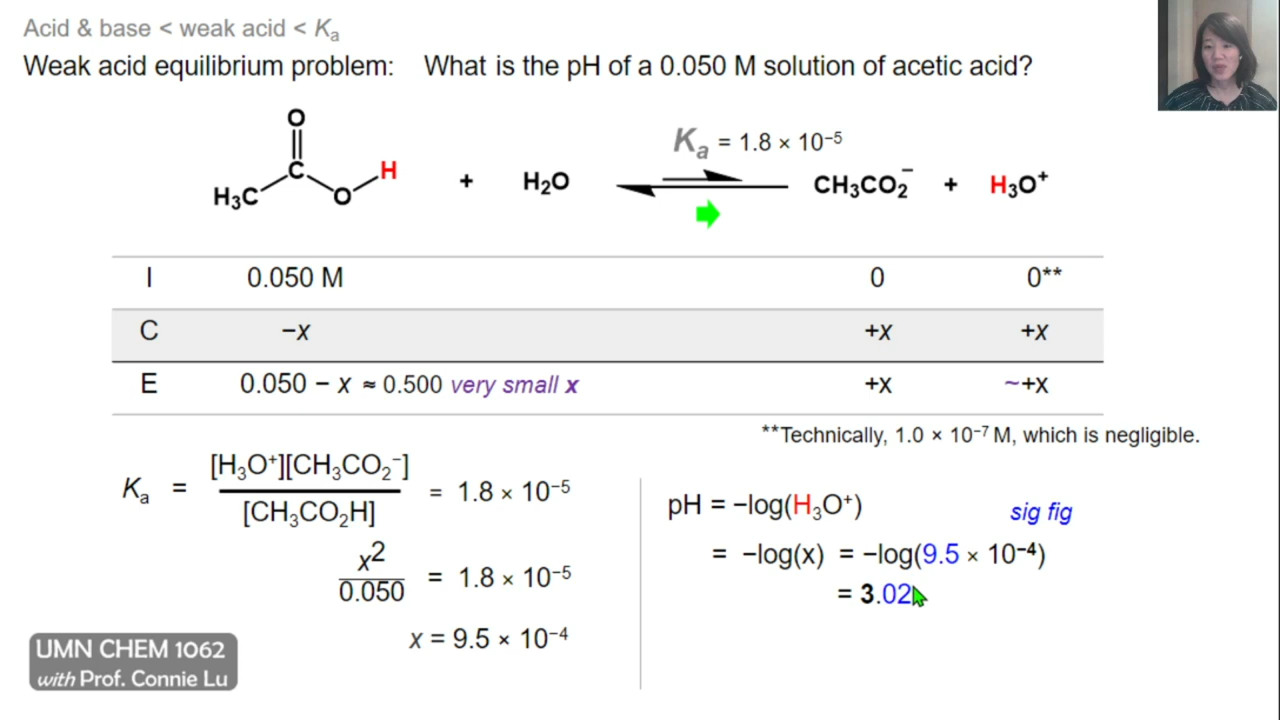 Acid & base < weak acid < Kₐ
Weak acid equilibrium problem: What is the pH of a 0.050 M solution of acetic acid?
O
C
H₃C
O
H
+
H₂O
Kₐ = 1.8 × 10⁻⁵
CH₃CO₂⁻
+
H₃O⁺
I 0.050 M 0 0**
C −x +x +x
E 0.050 − x ≈ 0.500 very small x +x ~+x
**Technically, 1.0 × 10⁻⁷ M, which is negligible.
Kₐ = [H₃O⁺][CH₃CO₂⁻] / [CH₃CO₂H] = 1.8 × 10⁻⁵
x² / 0.050 = 1.8 × 10⁻⁵
x = 9.5 × 10⁻⁴
pH = −log(H₃O⁺) sig fig
= −log(x) = −log(9.5 × 10⁻⁴)
= 3.02
UMN CHEM 1062
with Prof. Connie Lu